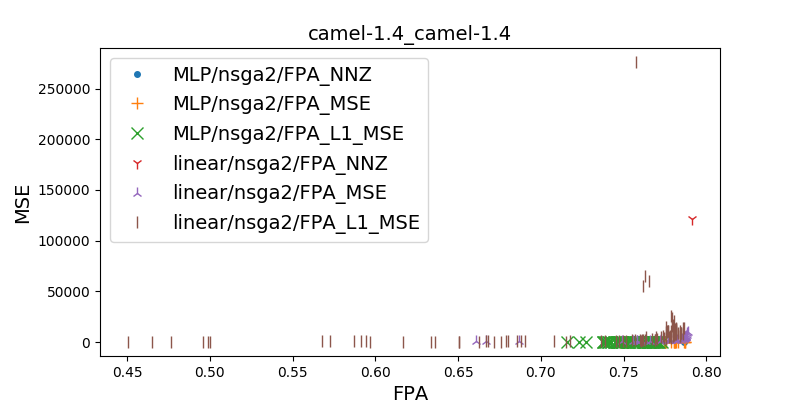 camel-1.4_camel-1.4
MLP/nsga2/FPA_NNZ
MLP/nsga2/FPA_MSE
MLP/nsga2/FPA_L1_MSE
linear/nsga2/FPA_NNZ
linear/nsga2/FPA_MSE
linear/nsga2/FPA_L1_MSE
MSE
250000
200000
150000
100000
50000
0
0.45 0.50 0.55 0.60 0.65 0.70 0.75 0.80
FPA